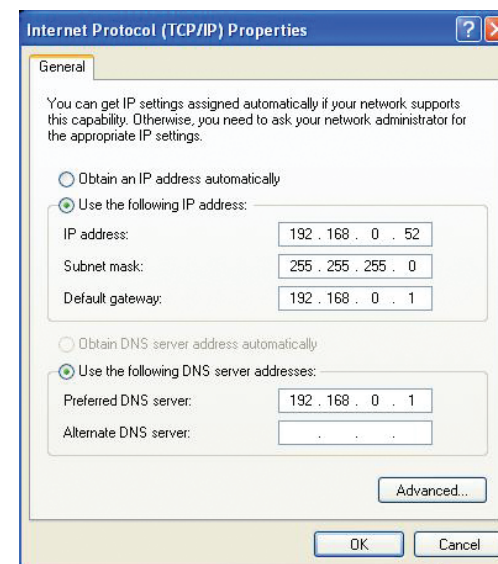 Internet Protocol (TCP/IP) Properties
General
You can get IP settings assigned automatically if your network supports
this capability. Otherwise, you need to ask your network administrator for
the appropriate IP settings.
Obtain an IP address automatically
Use the following IP address:
IP address: 192 . 168 . 0 . 52
Subnet mask: 255 . 255 . 255 . 0
Default gateway: 192 . 168 . 0 . 1
Obtain DNS server address automatically
Use the following DNS server addresses:
Preferred DNS server: 192 . 168 . 0 . 1
Alternate DNS server: . . .
Advanced...
OK Cancel